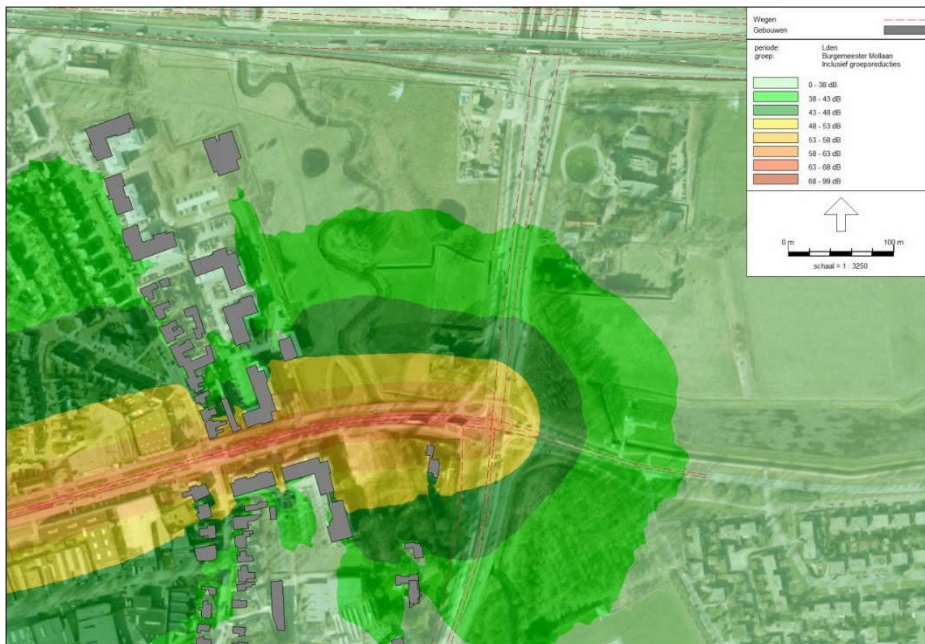 Wegen
Gebouwen
periode: Lden
groep: Burgemeester Mollaan
Inclusief groepsreducties
0 - 38 dB
38 - 43 dB
43 - 48 dB
48 - 53 dB
53 - 58 dB
58 - 63 dB
63 - 68 dB
68 - 99 dB
0 m 100 m
schaal = 1 : 3250